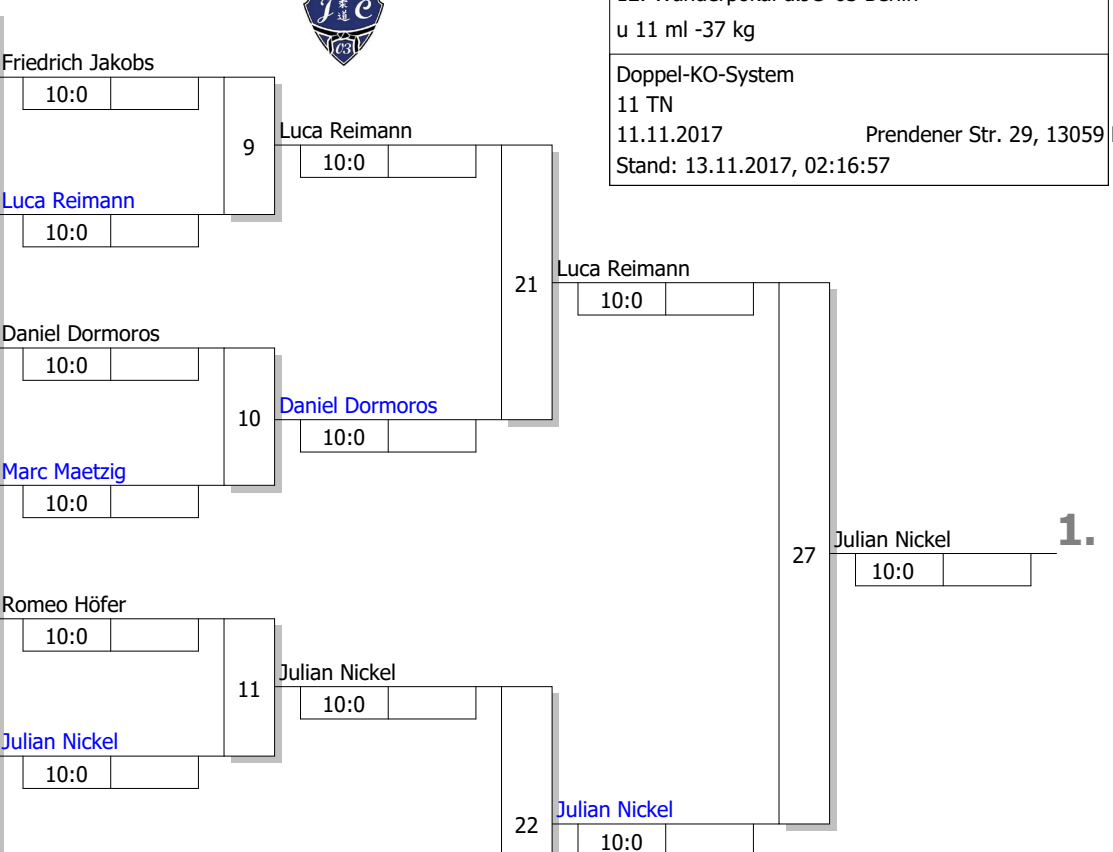 J C
柔道
03
u 11 ml -37 kg
Doppel-KO-System
11 TN
11.11.2017 Prendener Str. 29, 13059
Stand: 13.11.2017, 02:16:57
Friedrich Jakobs
10:0
9
Luca Reimann
10:0
Luca Reimann
10:0
21
Luca Reimann
10:0
Daniel Dormoros
10:0
10
Daniel Dormoros
10:0
Marc Maetzig
10:0
27
Julian Nickel
10:0
1.
Romeo Höfer
10:0
11
Julian Nickel
10:0
Julian Nickel
10:0
22
Julian Nickel
10:0